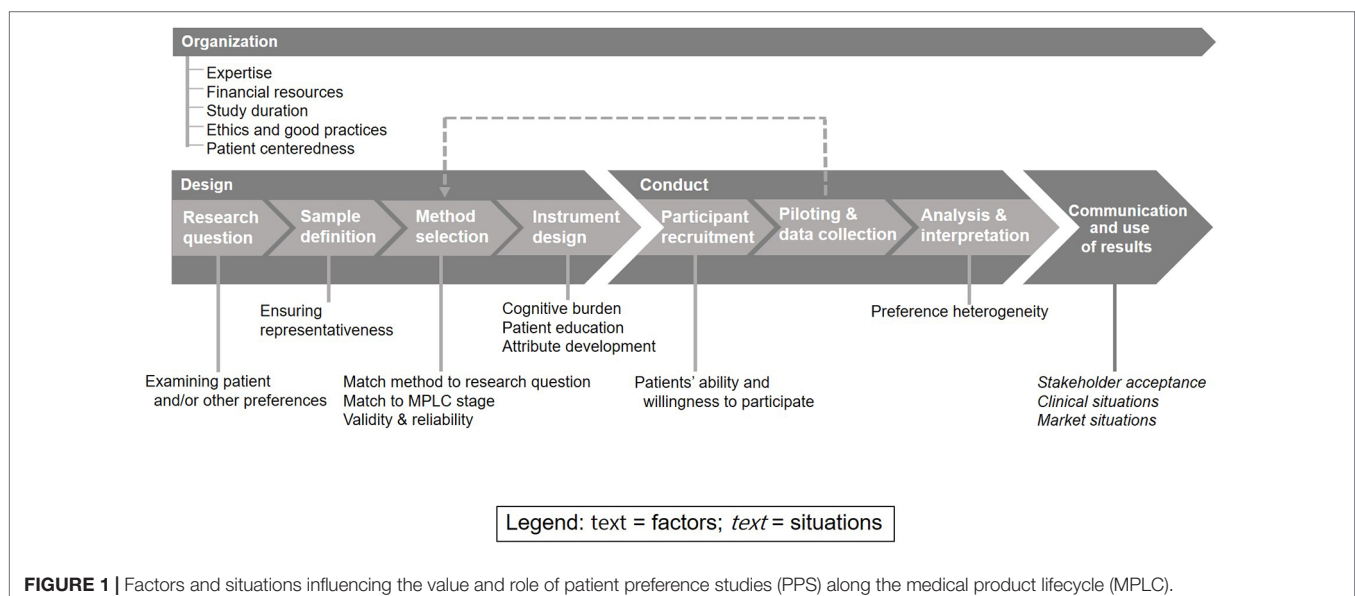 Organization
Expertise
Financial resources
Study duration
Ethics and good practices
Patient centeredness
Design
Research
question
Sample
definition
Method
selection
Instrument
design
Conduct
Participant
recruitment
Piloting &
data collection
Analysis &
interpretation
Communication
and use
of results
Examining patient
and/or other preferences
Ensuring
representativeness
Match method to research question
Match to MPLC stage
Validity & reliability
Cognitive burden
Patient education
Attribute development
Patients' ability and
willingness to participate
Preference heterogeneity
Stakeholder acceptance
Clinical situations
Market situations
Legend: text = factors; text = situations
FIGURE 1 | Factors and situations influencing the value and role of patient preference studies (PPS) along the medical product lifecycle (MPLC).